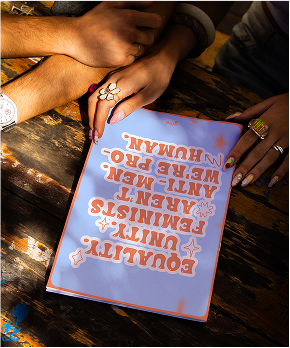 EQUALITY.
UNITY.
FEMINISTS
AREN'T
ANTI-MEN.
WE'RE PRO-
HUMAN.